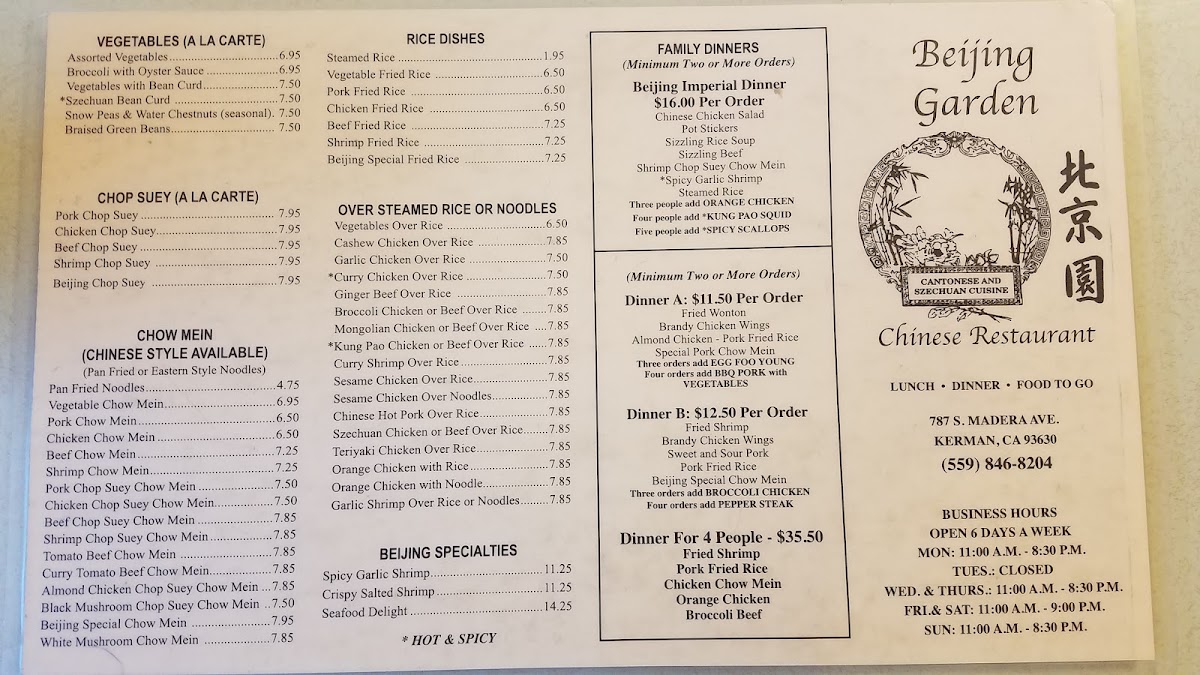 VEGETABLES (A LA CARTE)
Assorted Vegetables..............................6.95
Broccoli with Oyster Sauce ....................6.95
Vegetables with Bean Curd.....................7.50
*Szechuan Bean Curd ...........................7.50
Snow Peas & Water Chestnuts (seasonal). 7.50
Braised Green Beans..............................7.50
CHOP SUEY (A LA CARTE)
Pork Chop Suey .................................... 7.95
Chicken Chop Suey................................7.95
Beef Chop Suey ....................................7.95
Shrimp Chop Suey ................................7.95
Beijing Chop Suey .................................7.95
CHOW MEIN
(CHINESE STYLE AVAILABLE)
(Pan Fried or Eastern Style Noodles)
Pan Fried Noodles..................................4.75
Vegetable Chow Mein.............................6.95
Pork Chow Mein....................................6.50
Chicken Chow Mein ...............................6.50
Beef Chow Mein....................................7.25
Shrimp Chow Mein.................................7.25
Pork Chop Suey Chow Mein ....................7.50
Chicken Chop Suey Chow Mein................7.50
Beef Chop Suey Chow Mein ....................7.85
Shrimp Chop Suey Chow Mein.................7.85
Tomato Beef Chow Mein ........................7.85
Curry Tomato Beef Chow Mein.................7.85
Almond Chicken Chop Suey Chow Mein ...7.85
Black Mushroom Chop Suey Chow Mein ..7.50
Beijing Special Chow Mein .....................7.95
White Mushroom Chow Mein ..................7.85
RICE DISHES
Steamed Rice ........................................1.95
Vegetable Fried Rice ..............................6.50
Pork Fried Rice .....................................6.50
Chicken Fried Rice ................................6.50
Beef Fried Rice .....................................7.25
Shrimp Fried Rice .................................7.25
Beijing Special Fried Rice ......................7.25
OVER STEAMED RICE OR NOODLES
Vegetables Over Rice .............................6.50
Cashew Chicken Over Rice .....................7.85
Garlic Chicken Over Rice .......................7.50
*Curry Chicken Over Rice .......................7.50
Ginger Beef Over Rice ...........................7.85
Broccoli Chicken or Beef Over Rice .......7.85
Mongolian Chicken or Beef Over Rice ....7.85
*Kung Pao Chicken or Beef Over Rice ......7.85
Curry Shrimp Over Rice.........................7.85
Sesame Chicken Over Rice......................7.85
Sesame Chicken Over Noodles................7.85
Chinese Hot Pork Over Rice....................7.85
Szechuan Chicken or Beef Over Rice.......7.85
Teriyaki Chicken Over Rice....................7.85
Orange Chicken with Rice......................7.85
Orange Chicken with Noodle..................7.85
Garlic Shrimp Over Rice or Noodles........7.85
BEIJING SPECIALTIES
Spicy Garlic Shrimp..............................11.25
Crispy Salted Shrimp.............................11.25
Seafood Delight ...................................14.25
* HOT & SPICY
FAMILY DINNERS
(Minimum Two or More Orders)
Beijing Imperial Dinner
$16.00 Per Order
Chinese Chicken Salad
Pot Stickers
Sizzling Rice Soup
Sizzling Beef
Shrimp Chop Suey Chow Mein
*Spicy Garlic Shrimp
Steamed Rice
Three people add ORANGE CHICKEN
Four people add *KUNG PAO SQUID
Five people add *SPICY SCALLOPS
(Minimum Two or More Orders)
Dinner A: $11.50 Per Order
Fried Wonton
Brandy Chicken Wings
Almond Chicken - Pork Fried Rice
Special Pork Chow Mein
Three orders add EGG FOO YOUNG
Four orders add BBQ PORK with
VEGETABLES
Dinner B: $12.50 Per Order
Fried Shrimp
Brandy Chicken Wings
Sweet and Sour Pork
Pork Fried Rice
Beijing Special Chow Mein
Three orders add BROCCOLI CHICKEN
Four orders add PEPPER STEAK
Dinner For 4 People - $35.50
Fried Shrimp
Pork Fried Rice
Chicken Chow Mein
Orange Chicken
Broccoli Beef
Beijing
Garden
北京園
CANTONESE AND
SZECHUAN CUISINE
Chinese Restaurant
LUNCH • DINNER • FOOD TO GO
787 S. MADERA AVE.
KERMAN, CA 93630
(559) 846-8204
BUSINESS HOURS
OPEN 6 DAYS A WEEK
MON: 11:00 A.M. - 8:30 P.M.
TUES.: CLOSED
WED. & THURS.: 11:00 A.M. - 8:30 P.M.
FRI.& SAT: 11:00 A.M. - 9:00 P.M.
SUN: 11:00 A.M. - 8:30 P.M.